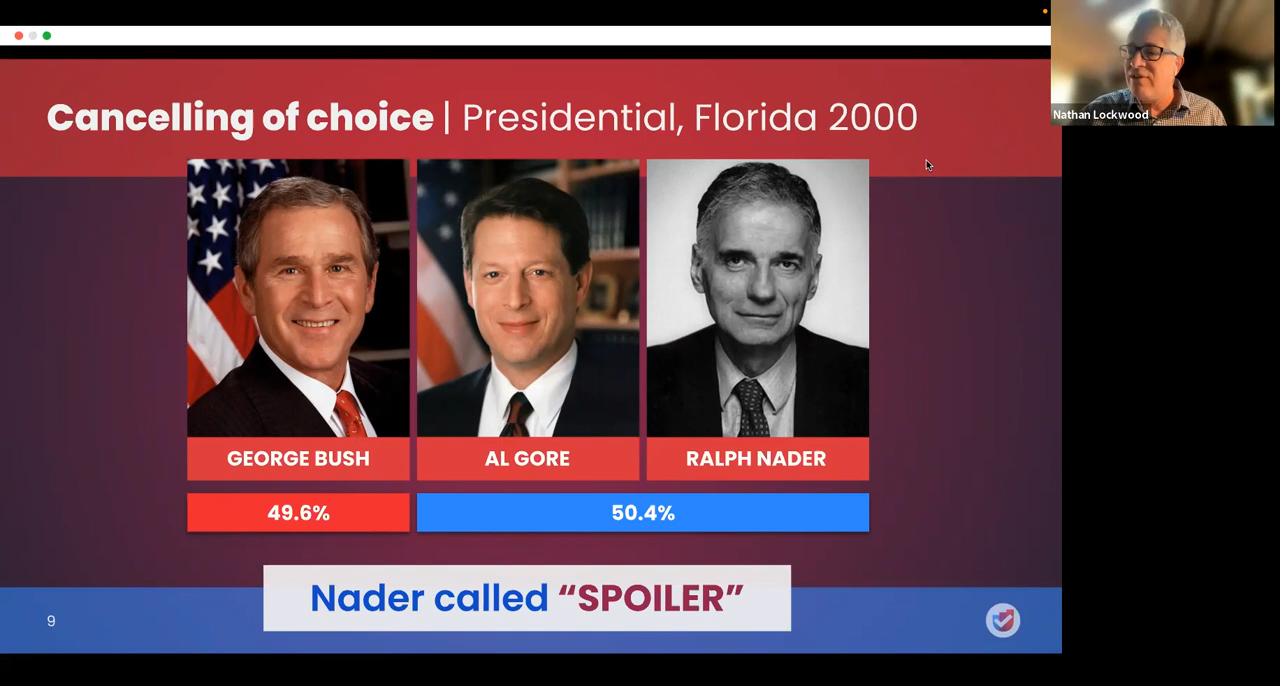 Cancelling of choice | Presidential, Florida 2000
Nathan Lockwood
GEORGE BUSH
AL GORE
RALPH NADER
49.6%
50.4%
Nader called “SPOILER”
9